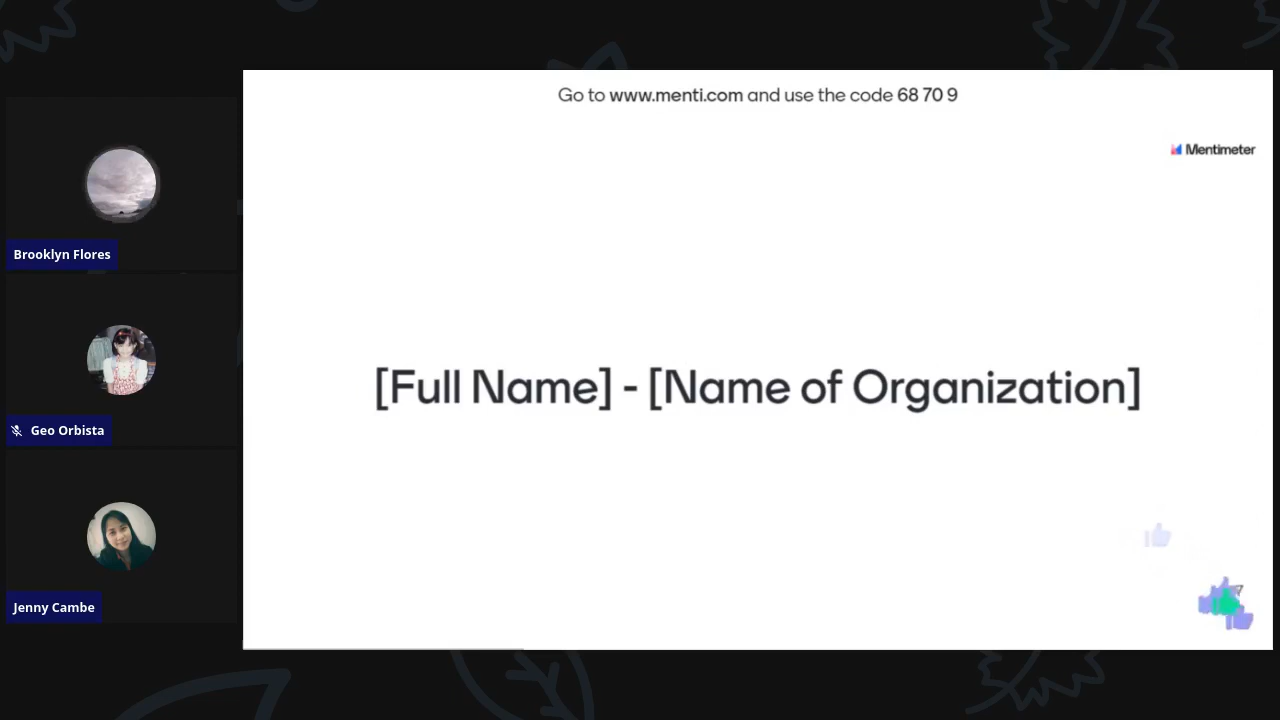 Go to www.menti.com and use the code 68 70 9
Mentimeter
[Full Name] - [Name of Organization]
Brooklyn Flores
Geo Orbista
Jenny Cambe